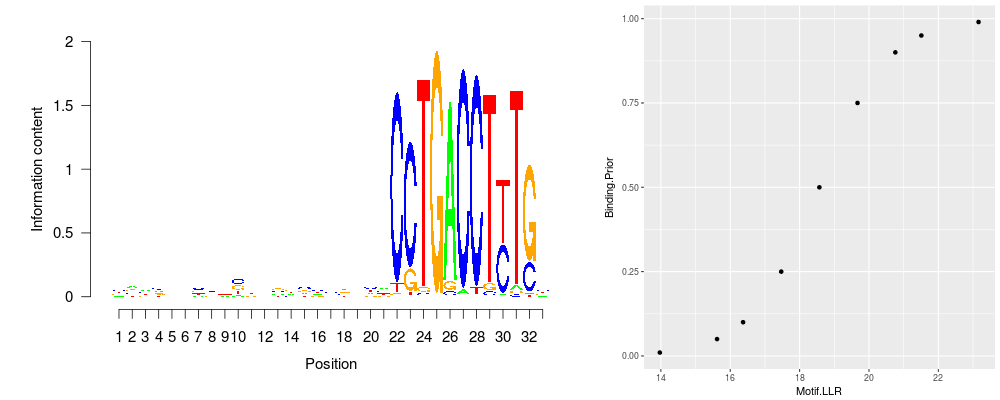 2
1.5
1
0.5
0
Information content
1 2 3 4 5 6 7 8 9 10 12 14 16 18 20 22 24 26 28 30 32
Position
C C T G A C C T T T G
G C C
1.00
0.75
0.50
0.25
0.00
Binding.Prior
14 16 18 20 22
Motif.LLR